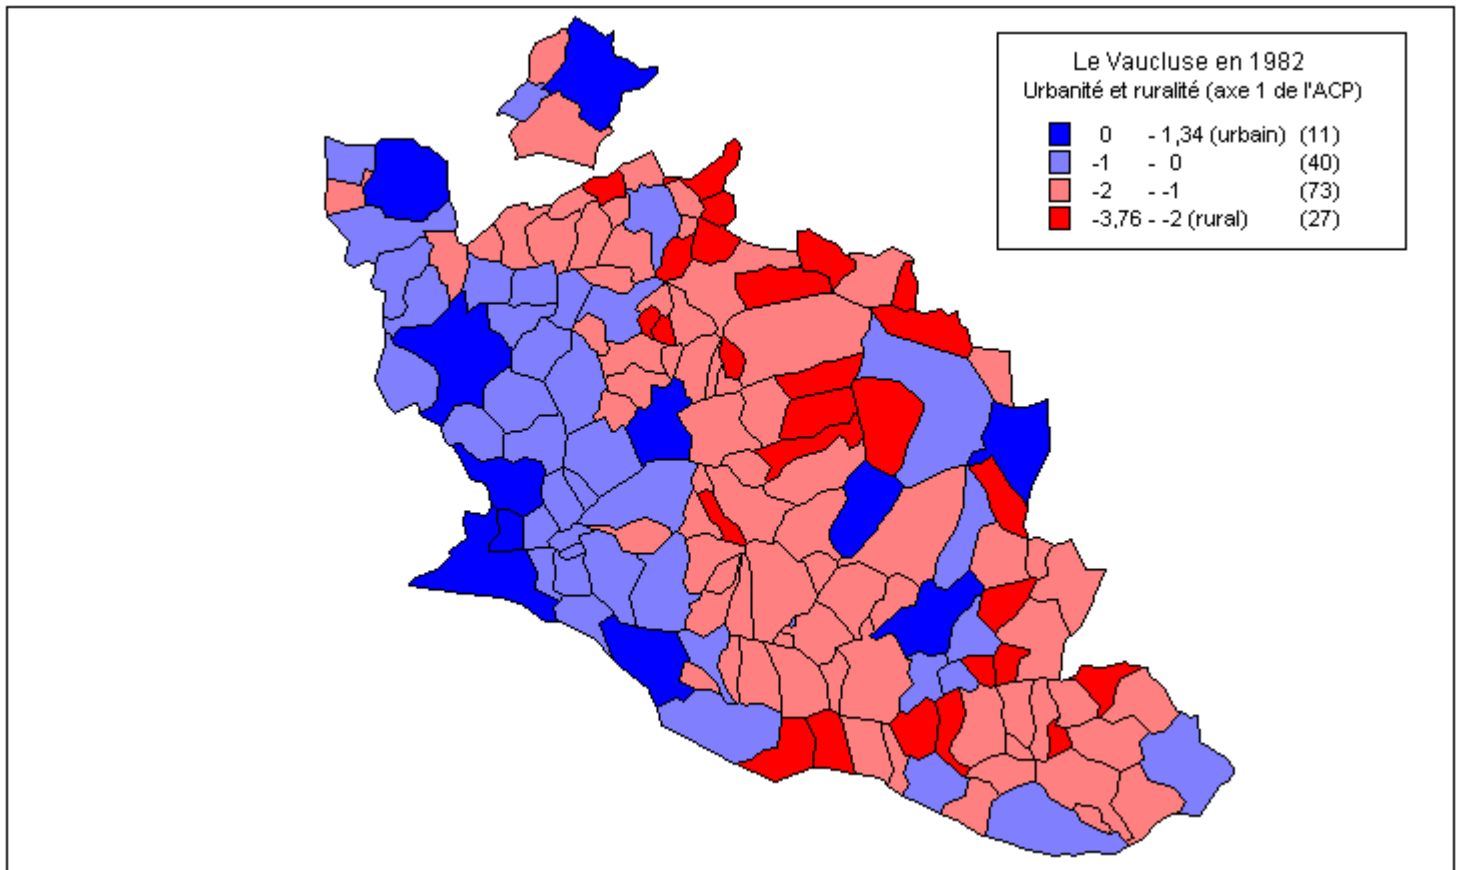 Le Vaucluse en 1982
Urbanité et ruralité (axe 1 de l'ACP)
0 - 1,34 (urbain) (11)
-1 - 0 (40)
-2 - -1 (73)
-3,76 - -2 (rural) (27)